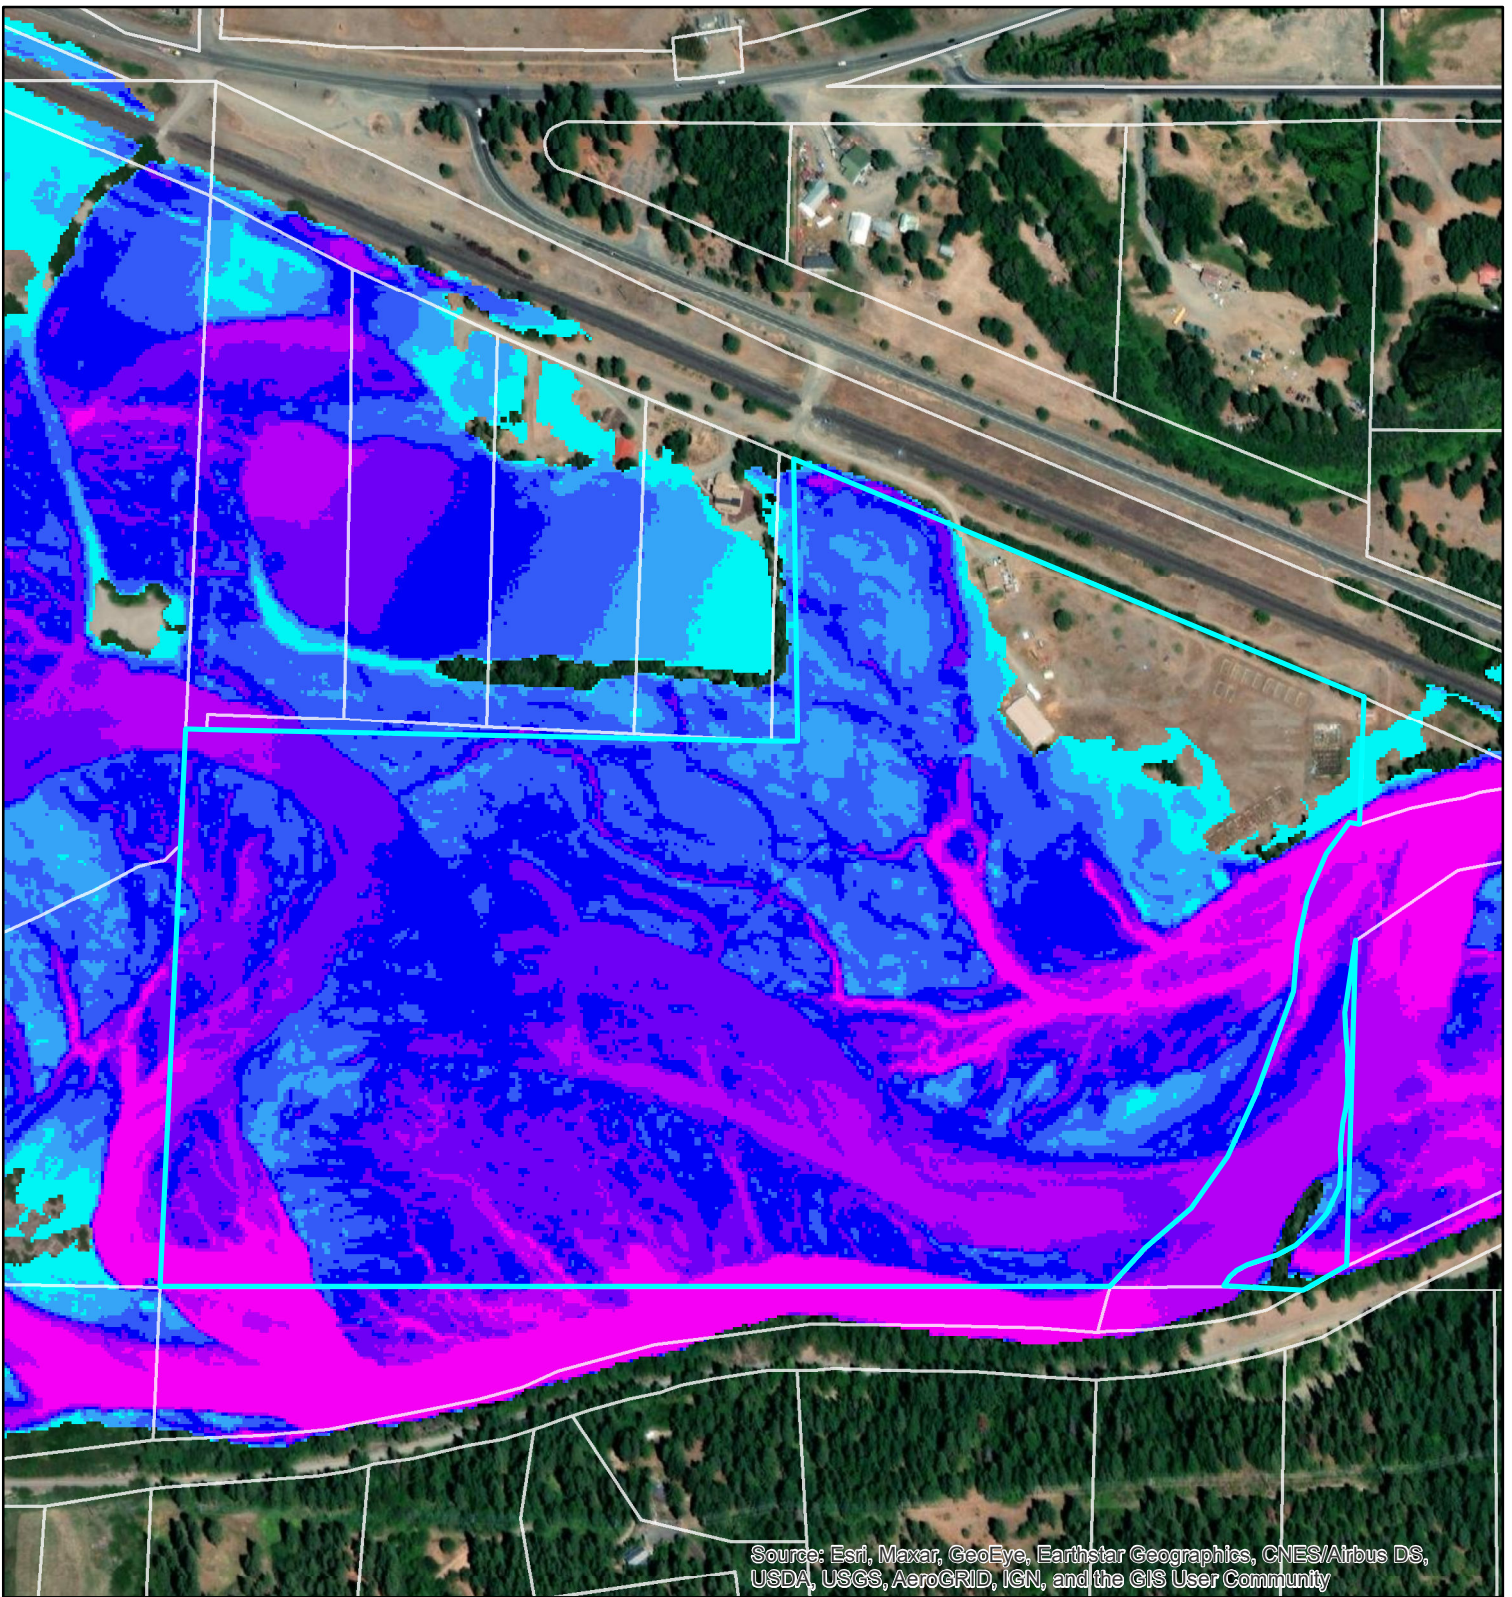 Source: Esri, Maxar, GeoEye, Earthstar Geographics, CNES/Airbus DS,
USDA, USGS, AeroGRID, IGN, and the GIS User Community